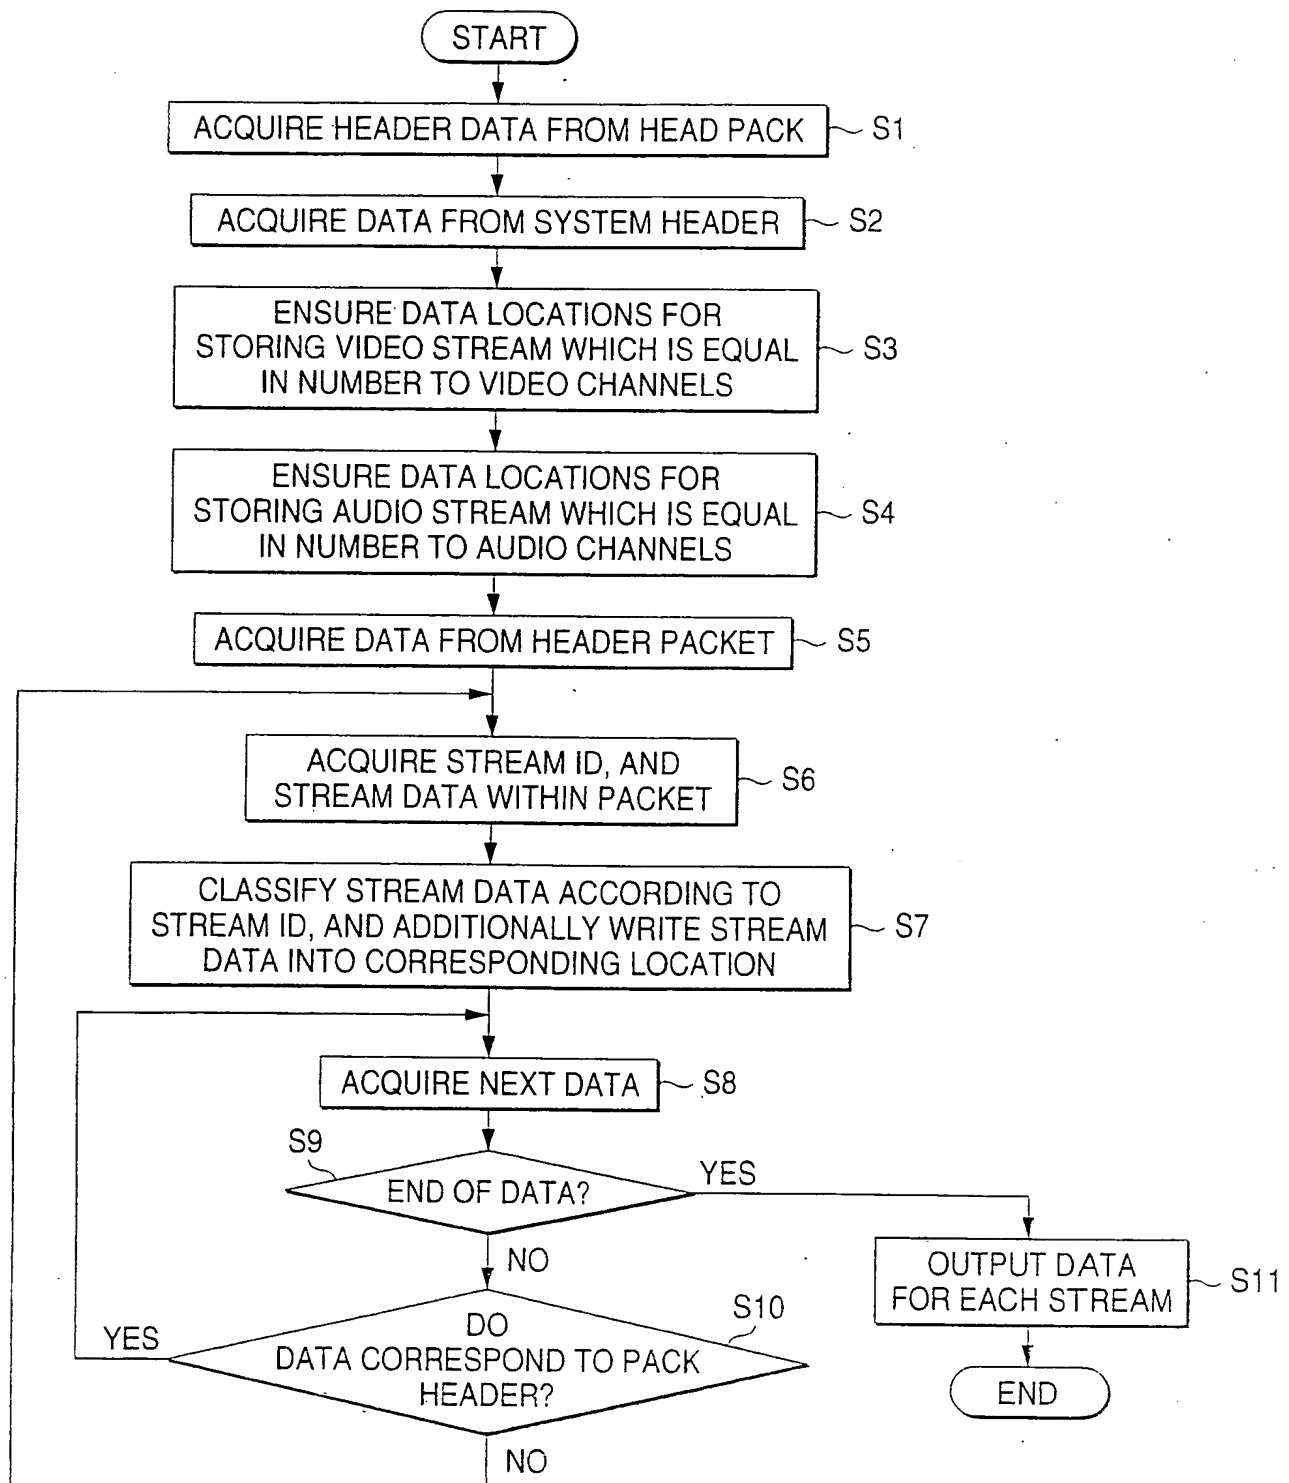 START
ACQUIRE HEADER DATA FROM HEAD PACK
S1
ACQUIRE DATA FROM SYSTEM HEADER
S2
ENSURE DATA LOCATIONS FOR
STORING VIDEO STREAM WHICH IS EQUAL
IN NUMBER TO VIDEO CHANNELS
S3
ENSURE DATA LOCATIONS FOR
STORING AUDIO STREAM WHICH IS EQUAL
IN NUMBER TO AUDIO CHANNELS
S4
ACQUIRE DATA FROM HEADER PACKET
S5
ACQUIRE STREAM ID, AND
STREAM DATA WITHIN PACKET
S6
CLASSIFY STREAM DATA ACCORDING TO
STREAM ID, AND ADDITIONALLY WRITE STREAM
DATA INTO CORRESPONDING LOCATION
S7
ACQUIRE NEXT DATA
S8
S9
END OF DATA?
YES
NO
OUTPUT DATA
FOR EACH STREAM
S11
S10
DO
DATA CORRESPOND TO PACK
HEADER?
YES
NO
END